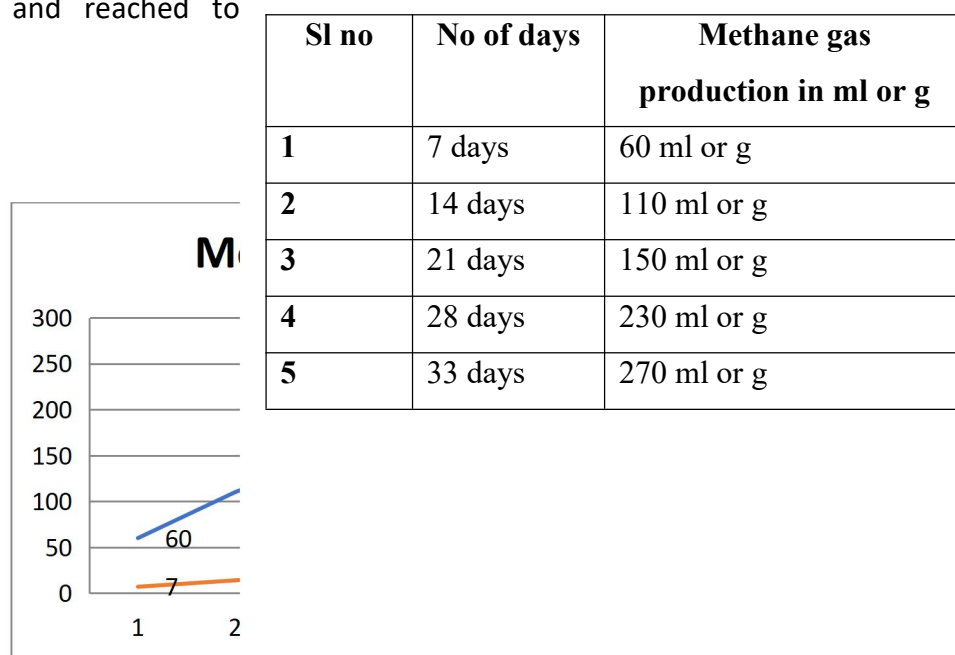 and reached to
Sl no No of days Methane gas
production in ml or g
1 7 days 60 ml or g
2 14 days 110 ml or g
3 21 days 150 ml or g
4 28 days 230 ml or g
5 33 days 270 ml or g
300
250
200
150
100
50
0
60
7
1 2